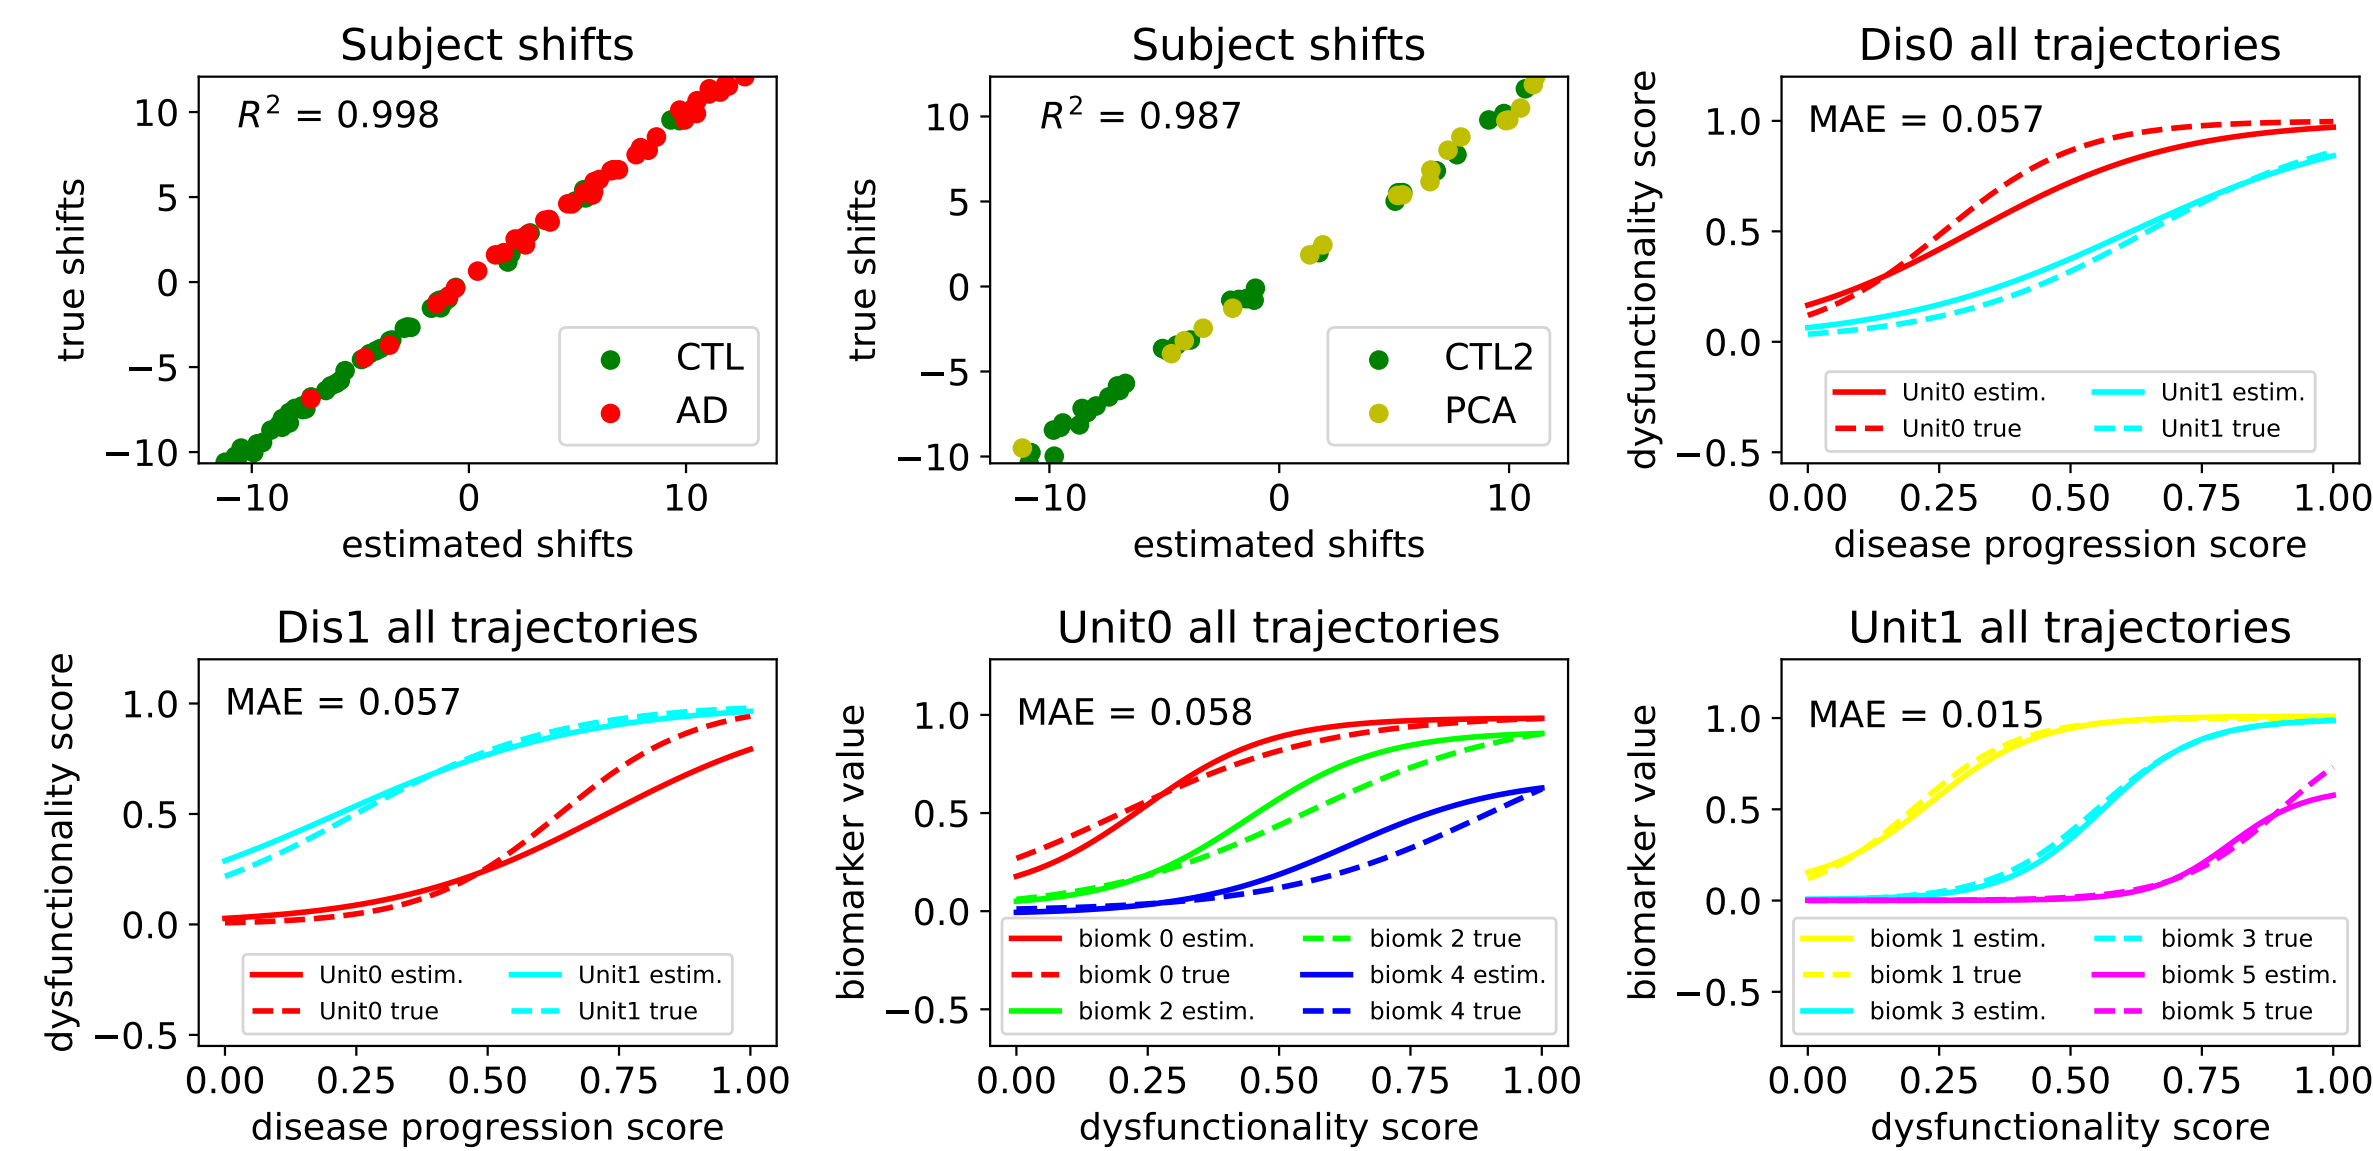 Subject shifts
R² = 0.998
true shifts
10
5
0
−5
−10
CTL
AD
−10 0 10
estimated shifts
Subject shifts
R² = 0.987
true shifts
10
5
0
−5
−10
CTL2
PCA
−10 0 10
estimated shifts
Dis0 all trajectories
MAE = 0.057
dysfunctionality score
1.0
0.5
0.0
−0.5
Unit0 estim. Unit1 estim.
Unit0 true Unit1 true
0.00 0.25 0.50 0.75 1.00
disease progression score
Dis1 all trajectories
MAE = 0.057
dysfunctionality score
1.0
0.5
0.0
−0.5
Unit0 estim. Unit1 estim.
Unit0 true Unit1 true
0.00 0.25 0.50 0.75 1.00
disease progression score
Unit0 all trajectories
MAE = 0.058
biomarker value
1.0
0.5
0.0
−0.5
biomk 0 estim. biomk 2 true
biomk 0 true biomk 4 estim.
biomk 2 estim. biomk 4 true
0.00 0.25 0.50 0.75 1.00
dysfunctionality score
Unit1 all trajectories
MAE = 0.015
biomarker value
1.0
0.5
0.0
−0.5
biomk 1 estim. biomk 3 true
biomk 1 true biomk 5 estim.
biomk 3 estim. biomk 5 true
0.00 0.25 0.50 0.75 1.00
dysfunctionality score